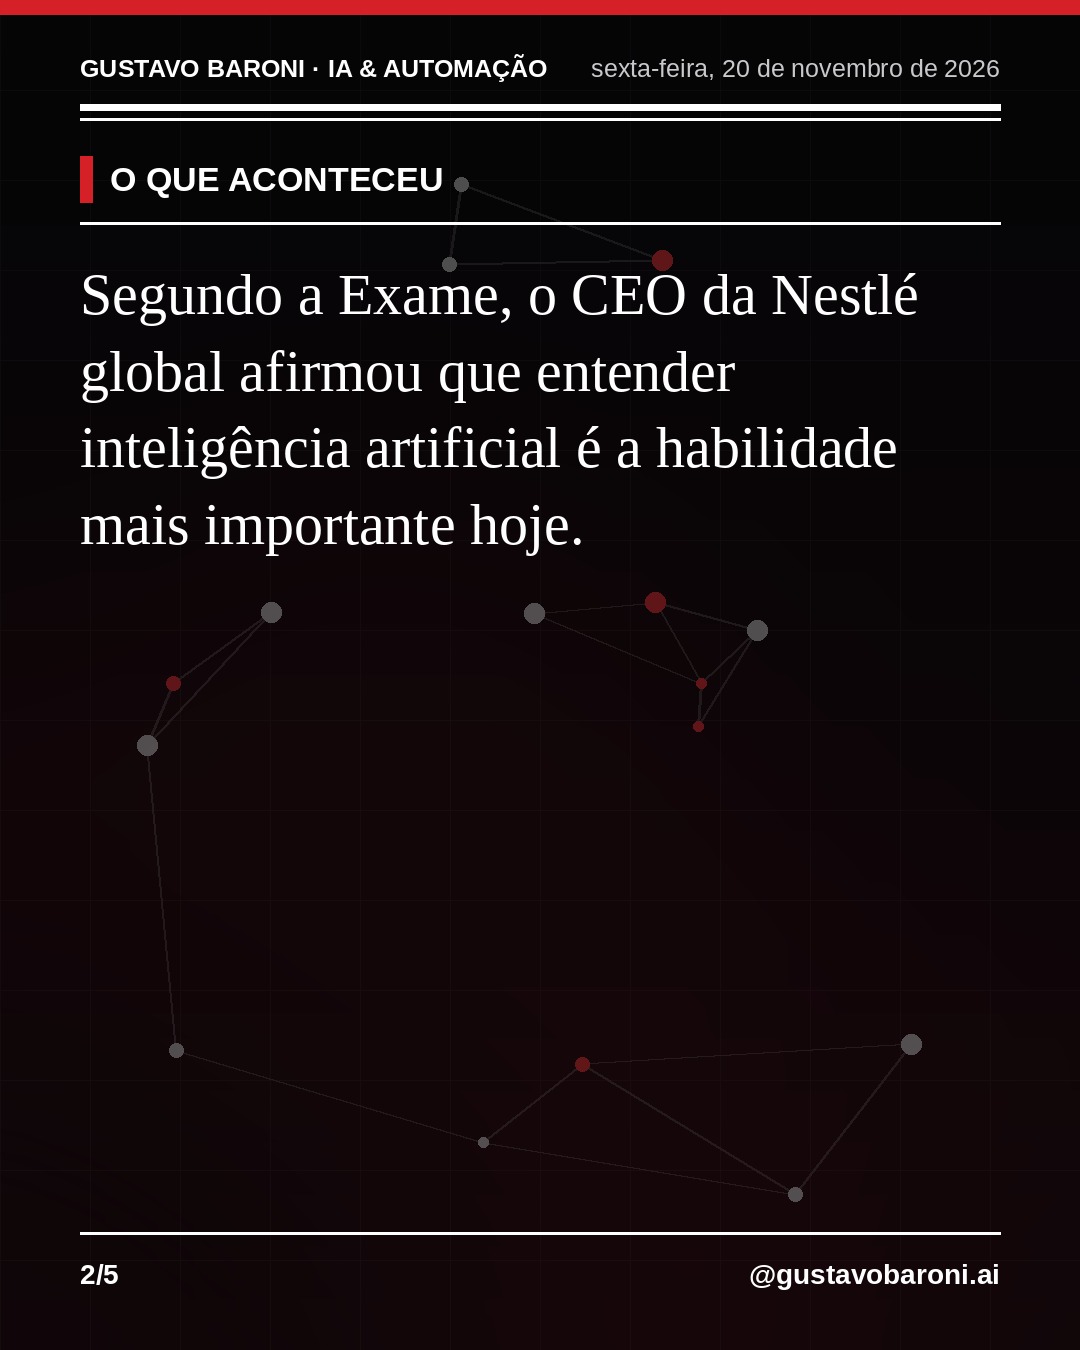 GUSTAVO BARONI · IA & AUTOMAÇÃO
sexta-feira, 20 de novembro de 2026
O QUE ACONTECEU
Segundo a Exame, o CEO da Nestlé
global afirmou que entender
inteligência artificial é a habilidade
mais importante hoje.
2/5
@gustavobaroni.ai